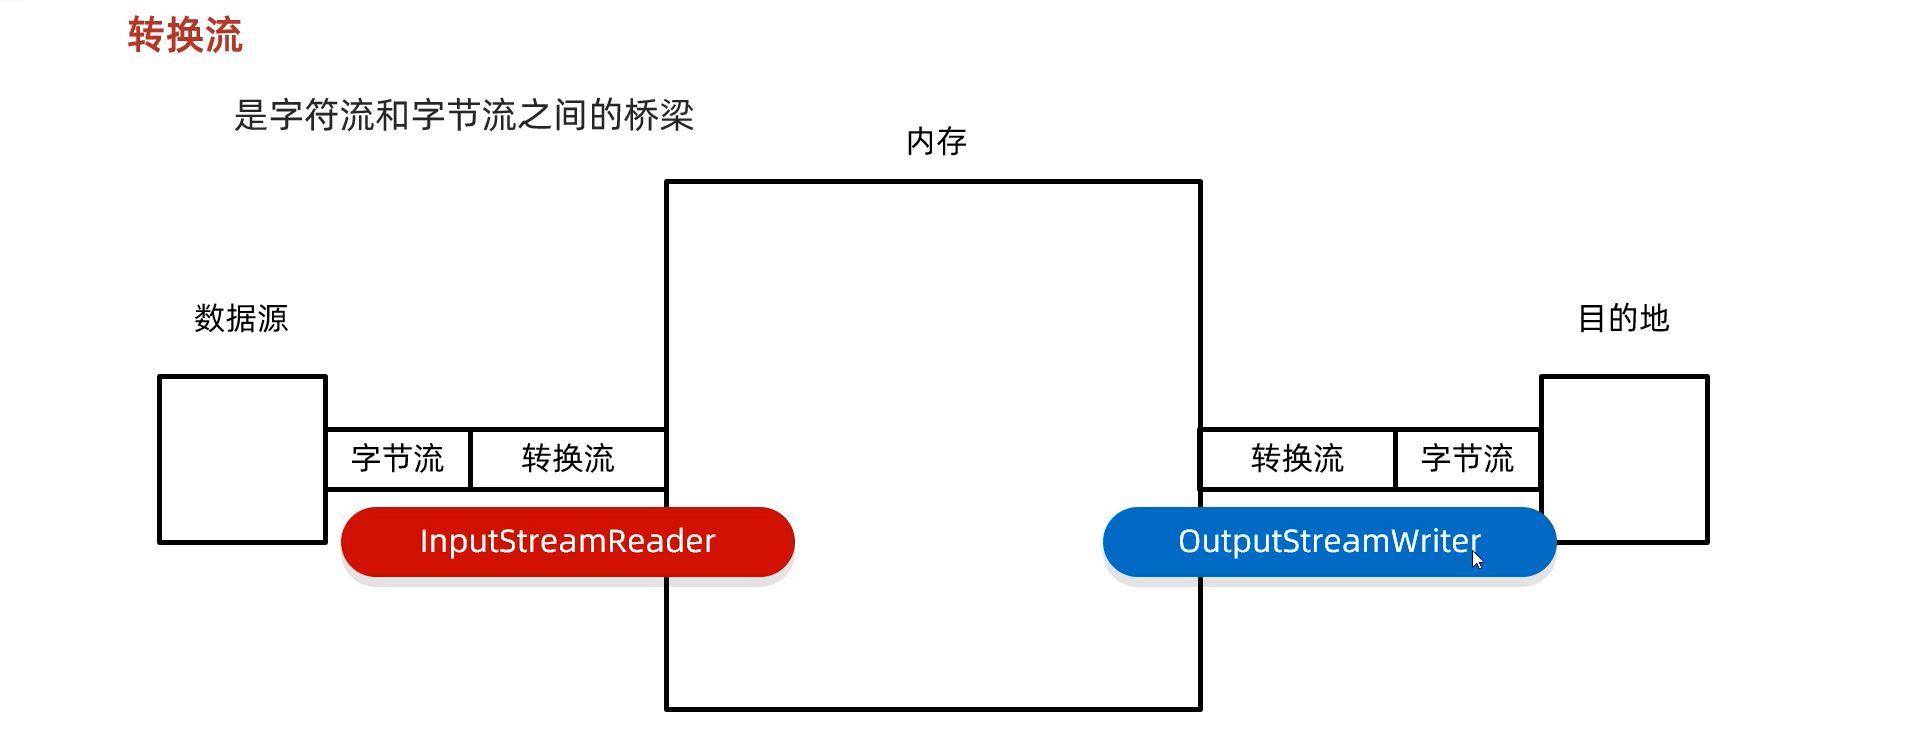 转换流
是字符流和字节流之间的桥梁
内存
数据源
目的地
字节流
转换流
转换流
字节流
InputStreamReader
OutputStreamWriter